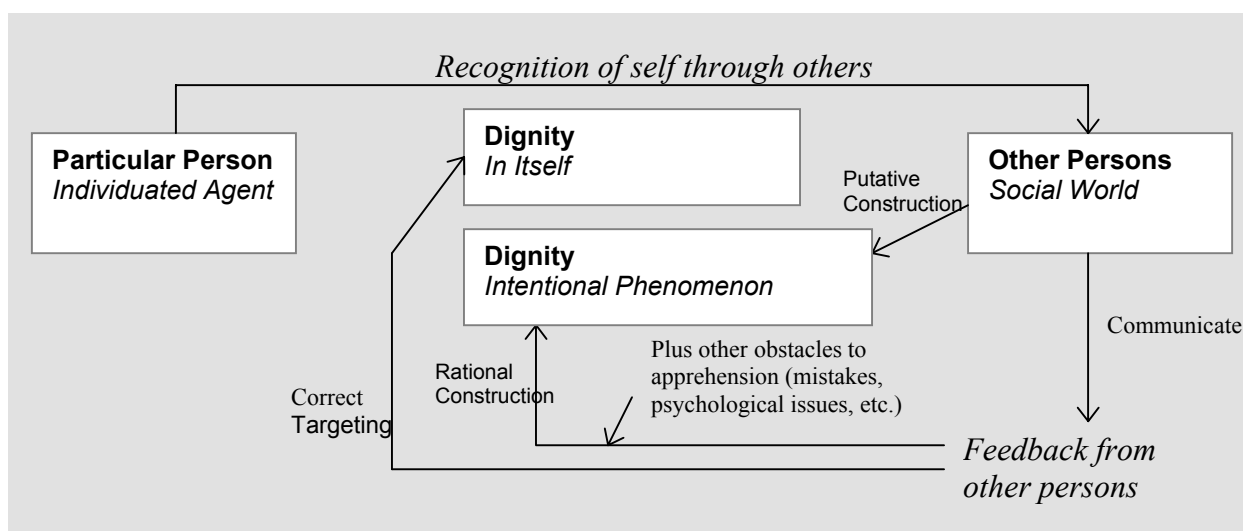 Recognition of self through others
Particular Person
Individuated Agent
Dignity
In Itself
Other Persons
Social World
Putative
Construction
Dignity
Intentional Phenomenon
Communicate
Plus other obstacles to
apprehension (mistakes,
psychological issues, etc.)
Rational
Construction
Correct
Targeting
Feedback from
other persons